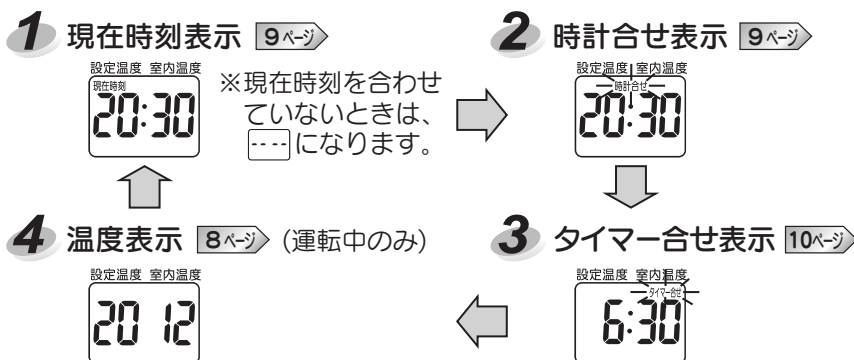 1 現在時刻表示 9ページ
設定温度 室内温度
現在時刻
20:30
※現在時刻を合わせ
ていないときは、
--:--になります。
2 時計合せ表示 9ページ
設定温度 室内温度
時計合せ
20:30
4 温度表示 8ページ (運転中のみ)
設定温度 室内温度
20 12
3 タイマー合せ表示 10ページ
設定温度 室内温度
タイマー合せ
6:30